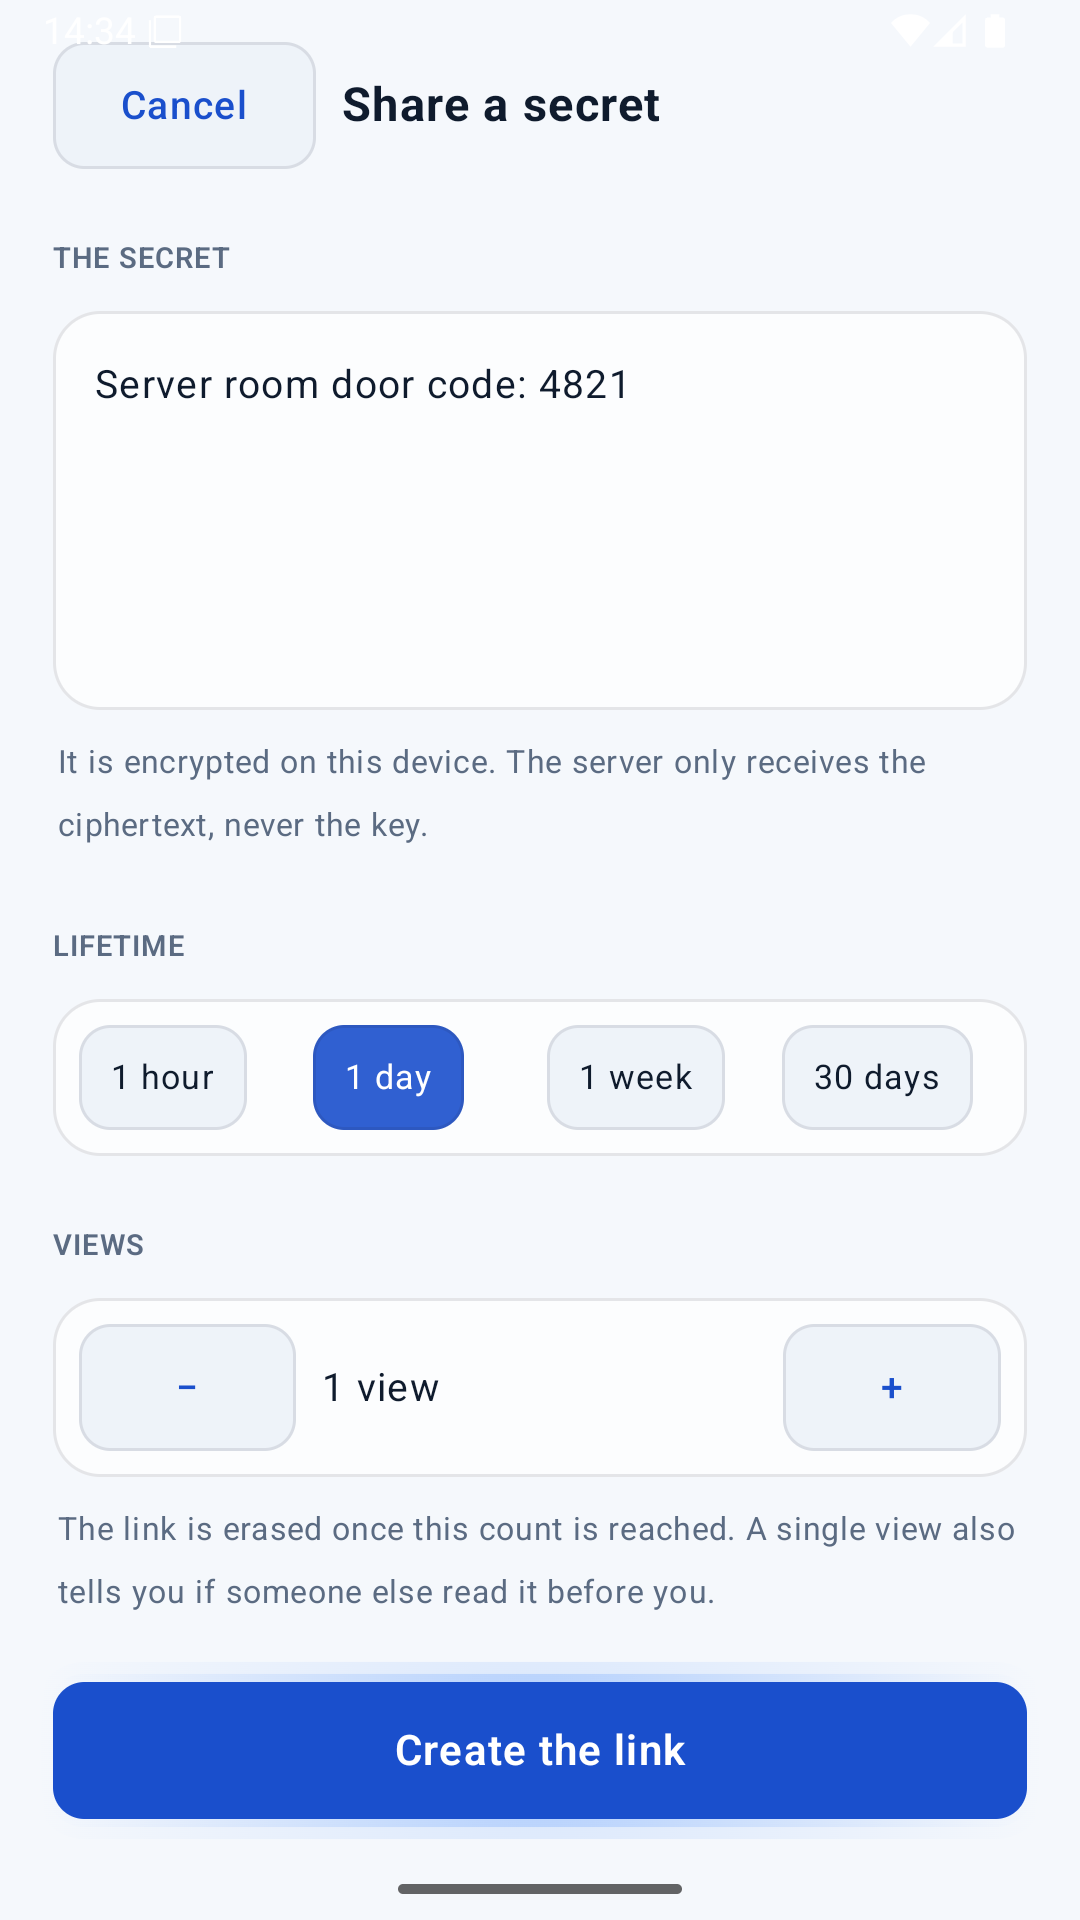 14:34
Cancel
Share a secret
THE SECRET
Server room door code: 4821
It is encrypted on this device. The server only receives the
ciphertext, never the key.
LIFETIME
1 hour
1 day
1 week
30 days
VIEWS
−
1 view
+
The link is erased once this count is reached. A single view also
tells you if someone else read it before you.
Create the link